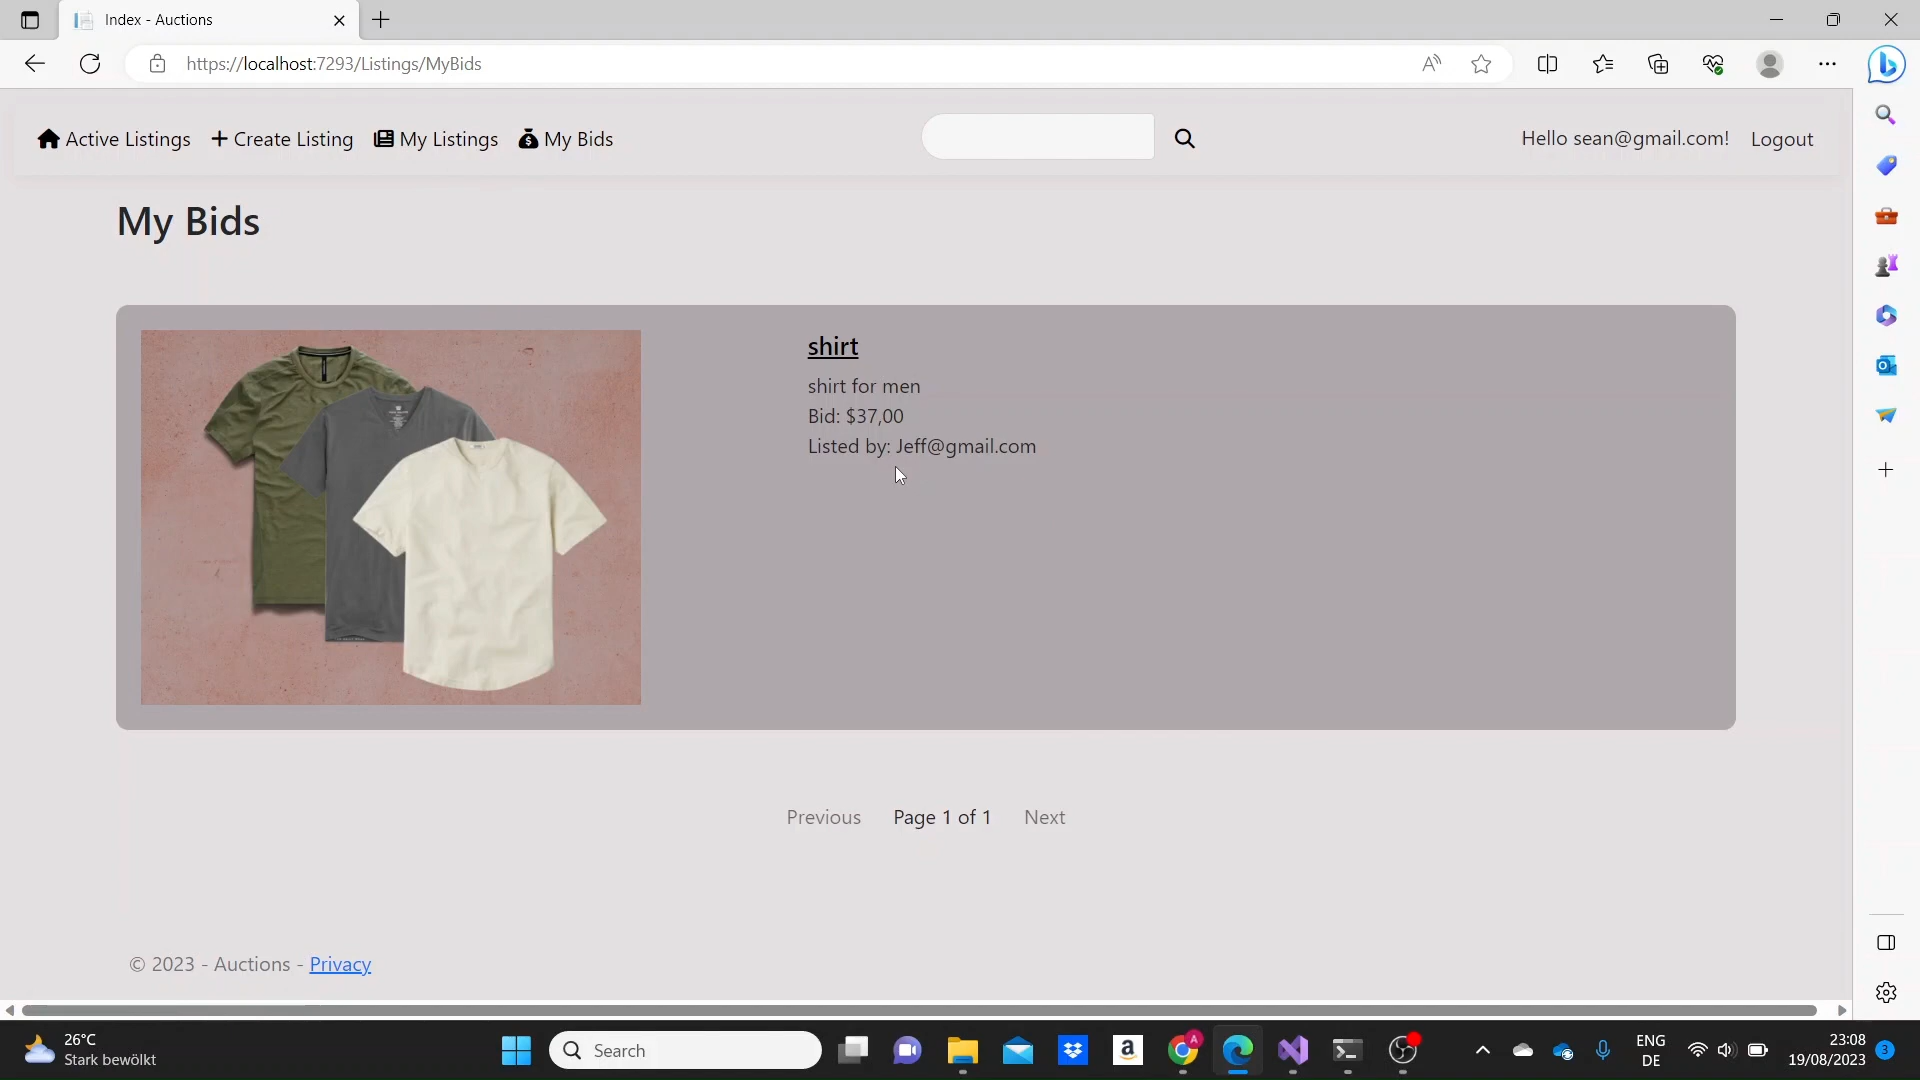 Index - Auctions
https://localhost:7293/Listings/MyBids
Active Listings
Create Listing
My Listings
My Bids
Hello sean@gmail.com!
Logout
My Bids
shirt
shirt for men
Bid: $37,00
Listed by: Jeff@gmail.com
Previous
Page 1 of 1
Next
© 2023 - Auctions - Privacy
26°C
Stark bewölkt
Search
ENG
DE
23:08
19/08/2023
3